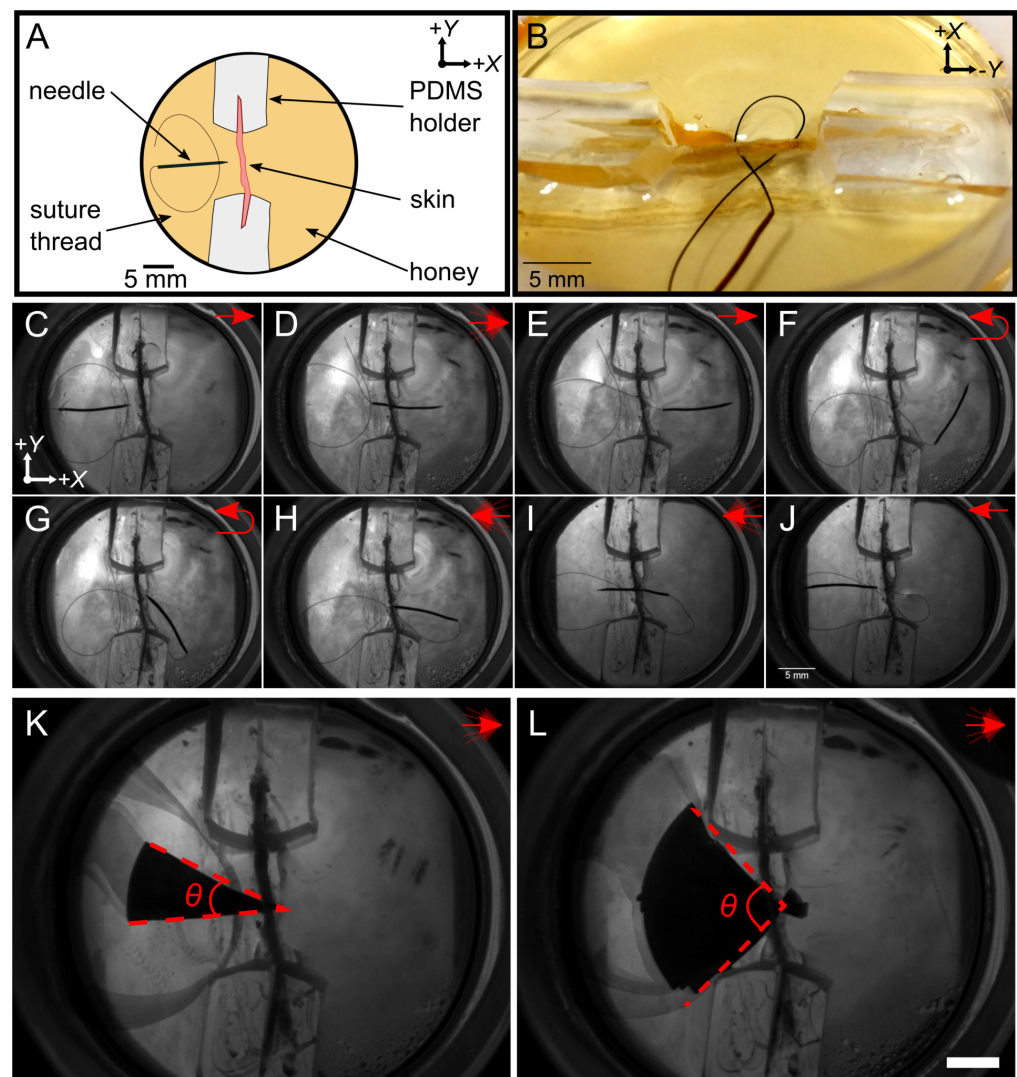 A
+Y
+X
needle
PDMS
holder
suture
thread
skin
honey
5 mm
B
+X
-Y
5 mm
C
+Y
+X
D
E
F
G
H
I
J
5 mm
K
θ
L
θ